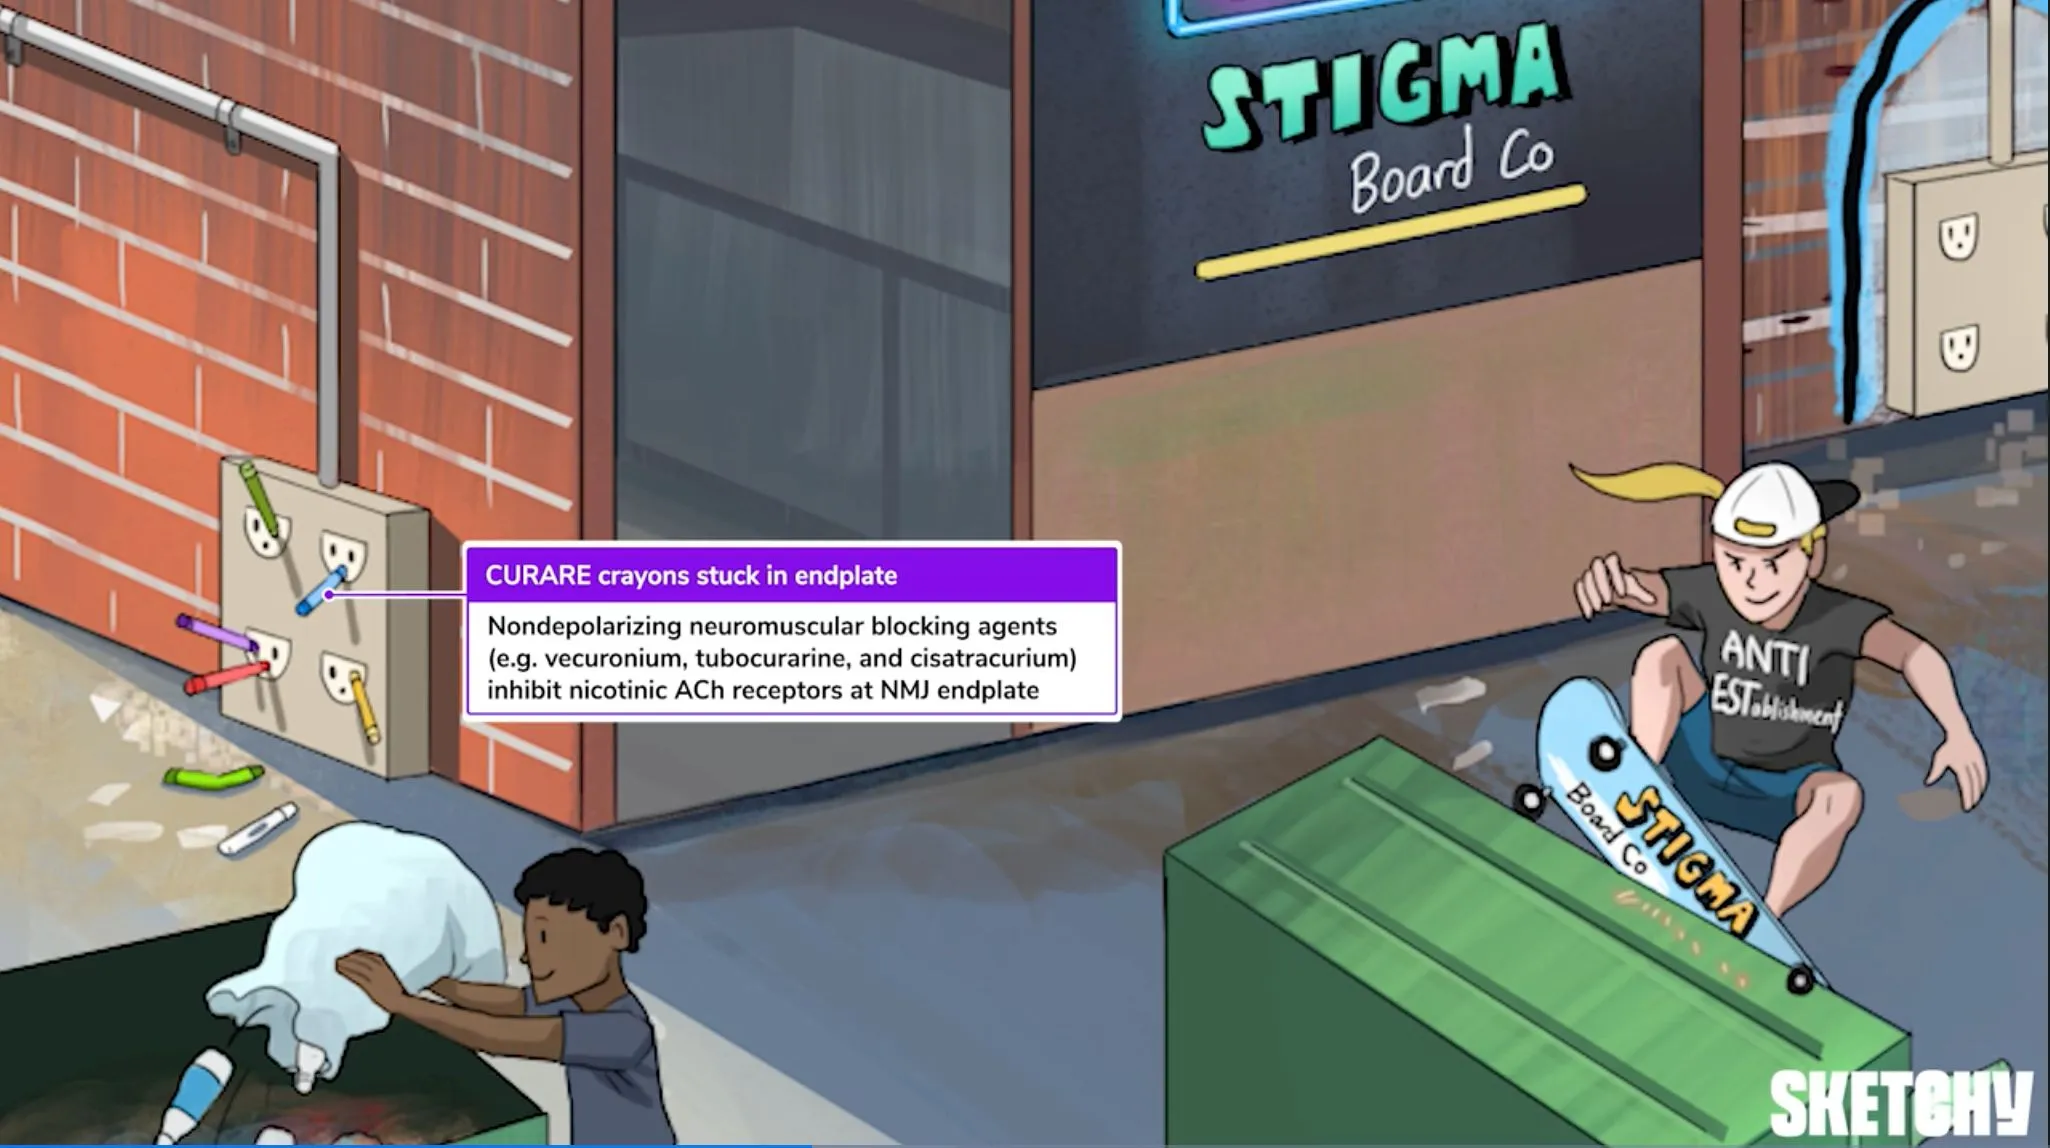 STIGMA
Board Co
CURARE crayons stuck in endplate
Nondepolarizing neuromuscular blocking agents
(e.g. vecuronium, tubocurarine, and cisatracurium)
inhibit nicotinic ACh receptors at NMJ endplate
ANTI
ESTablishment
STIGMA
Board Co
SKETCHY